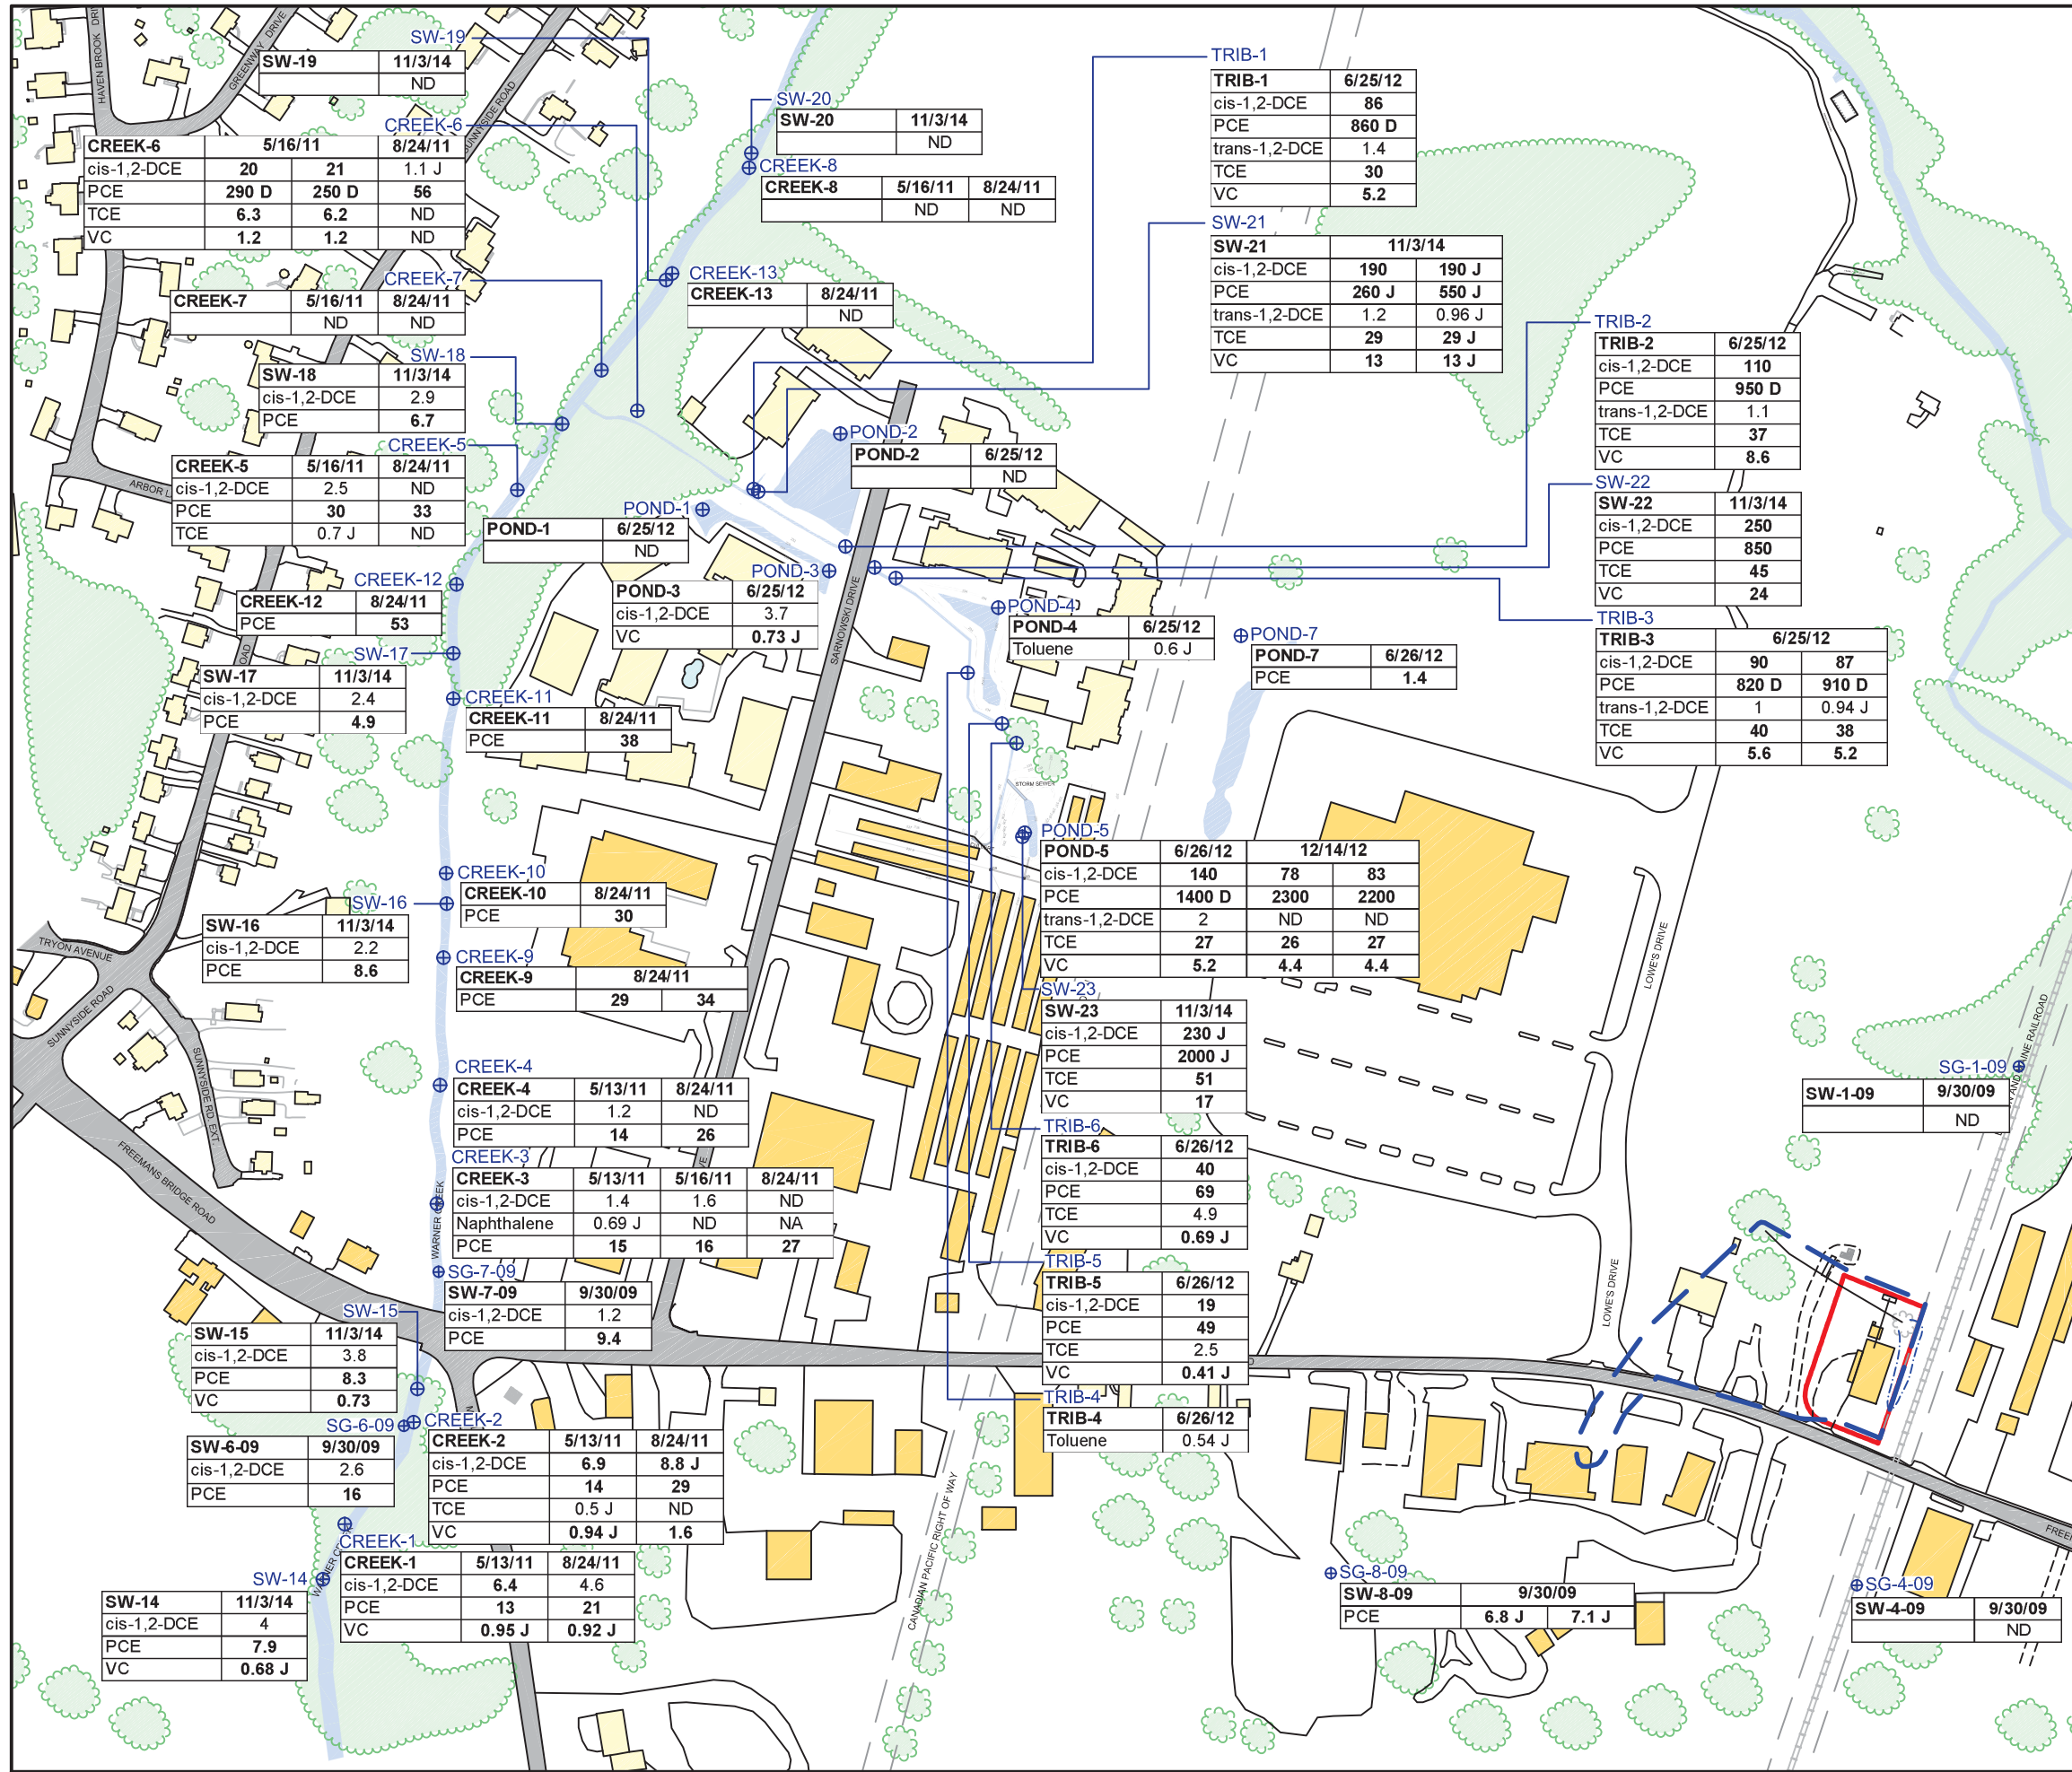 SW-19
SW-19 11/3/14
ND
HAVEN BROOK DRI
GREENWAY DRIVE
SUNNYSIDE ROAD
CREEK-6
CREEK-6 5/16/11 8/24/11
cis-1,2-DCE 20 21 1.1 J
PCE 290 D 250 D 56
TCE 6.3 6.2 ND
VC 1.2 1.2 ND
SW-20
SW-20 11/3/14
ND
CREEK-8
CREEK-8 5/16/11 8/24/11
ND ND
TRIB-1
TRIB-1 6/25/12
cis-1,2-DCE 86
PCE 860 D
trans-1,2-DCE 1.4
TCE 30
VC 5.2
SW-21
SW-21 11/3/14
cis-1,2-DCE 190 190 J
PCE 260 J 550 J
trans-1,2-DCE 1.2 0.96 J
TCE 29 29 J
VC 13 13 J
CREEK-7
CREEK-7 5/16/11 8/24/11
ND ND
CREEK-13
CREEK-13 8/24/11
ND
TRIB-2
TRIB-2 6/25/12
cis-1,2-DCE 110
PCE 950 D
trans-1,2-DCE 1.1
TCE 37
VC 8.6
SW-18
SW-18 11/3/14
cis-1,2-DCE 2.9
PCE 6.7
CREEK-5
CREEK-5 5/16/11 8/24/11
cis-1,2-DCE 2.5 ND
PCE 30 33
TCE 0.7 J ND
ARBOR L
POND-2
POND-2 6/25/12
ND
POND-1
POND-1 6/25/12
ND
SW-22
SW-22 11/3/14
cis-1,2-DCE 250
PCE 850
TCE 45
VC 24
CREEK-12
CREEK-12 8/24/11
PCE 53
POND-3
POND-3 6/25/12
cis-1,2-DCE 3.7
VC 0.73 J
SARNOWSKI DRIVE
POND-4
POND-4 6/25/12
Toluene 0.6 J
POND-7
POND-7 6/26/12
PCE 1.4
TRIB-3
TRIB-3 6/25/12
cis-1,2-DCE 90 87
PCE 820 D 910 D
trans-1,2-DCE 1 0.94 J
TCE 40 38
VC 5.6 5.2
OAD
SW-17
SW-17 11/3/14
cis-1,2-DCE 2.4
PCE 4.9
CREEK-11
CREEK-11 8/24/11
PCE 38
STORM SEWER
POND-5
POND-5 6/26/12 12/14/12
cis-1,2-DCE 140 78 83
PCE 1400 D 2300 2200
trans-1,2-DCE 2 ND ND
TCE 27 26 27
VC 5.2 4.4 4.4
CREEK-10
CREEK-10 8/24/11
PCE 30
SW-16
SW-16 11/3/14
cis-1,2-DCE 2.2
PCE 8.6
TRYON AVENUE
SUNNYSIDE ROAD
SUNNYSIDE RD. EXT.
CREEK-9
CREEK-9 8/24/11
PCE 29 34
LOWE'S DRIVE
SW-23
SW-23 11/3/14
cis-1,2-DCE 230 J
PCE 2000 J
TCE 51
VC 17
CREEK-4
CREEK-4 5/13/11 8/24/11
cis-1,2-DCE 1.2 ND
PCE 14 26
SG-1-09
SW-1-09 9/30/09
ND
AINE RAILROAD
TRIB-6
TRIB-6 6/26/12
cis-1,2-DCE 40
PCE 69
TCE 4.9
VC 0.69 J
CREEK-3
CREEK-3 5/13/11 5/16/11 8/24/11
cis-1,2-DCE 1.4 1.6 ND
Naphthalene 0.69 J ND NA
PCE 15 16 27
FREEMANS BRIDGE ROAD
SG-7-09
SW-7-09 9/30/09
cis-1,2-DCE 1.2
PCE 9.4
TRIB-5
TRIB-5 6/26/12
cis-1,2-DCE 19
PCE 49
TCE 2.5
VC 0.41 J
LOWE'S DRIVE
SW-15
SW-15 11/3/14
cis-1,2-DCE 3.8
PCE 8.3
VC 0.73
TRIB-4
TRIB-4 6/26/12
Toluene 0.54 J
SG-6-09
SW-6-09 9/30/09
cis-1,2-DCE 2.6
PCE 16
CREEK-2
CREEK-2 5/13/11 8/24/11
cis-1,2-DCE 6.9 8.8 J
PCE 14 29
TCE 0.5 J ND
VC 0.94 J 1.6
CANADIAN PACIFIC RIGHT OF WAY
CREEK-1
CREEK-1 5/13/11 8/24/11
cis-1,2-DCE 6.4 4.6
PCE 13 21
VC 0.95 J 0.92 J
SW-14
SW-14 11/3/14
cis-1,2-DCE 4
PCE 7.9
VC 0.68 J
SG-8-09
SW-8-09 9/30/09
PCE 6.8 J 7.1 J
SG-4-09
SW-4-09 9/30/09
ND
FREE